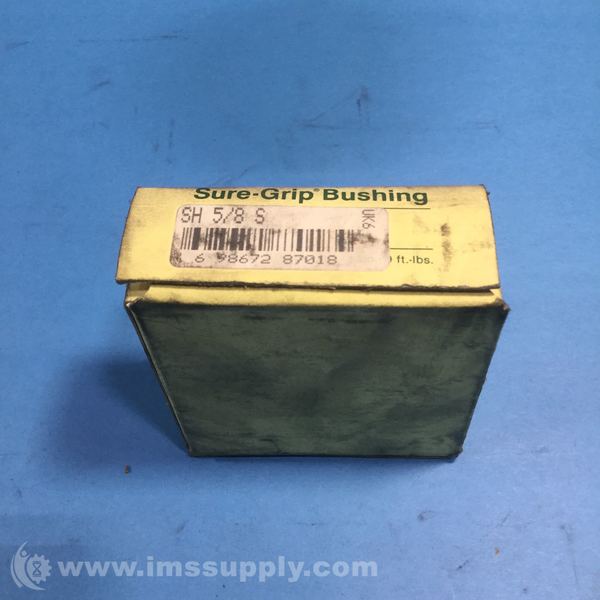 Sure-Grip® Bushing
SH 5/8 S
UK6
6 98672 87018
ft.-lbs.
www.imssupply.com